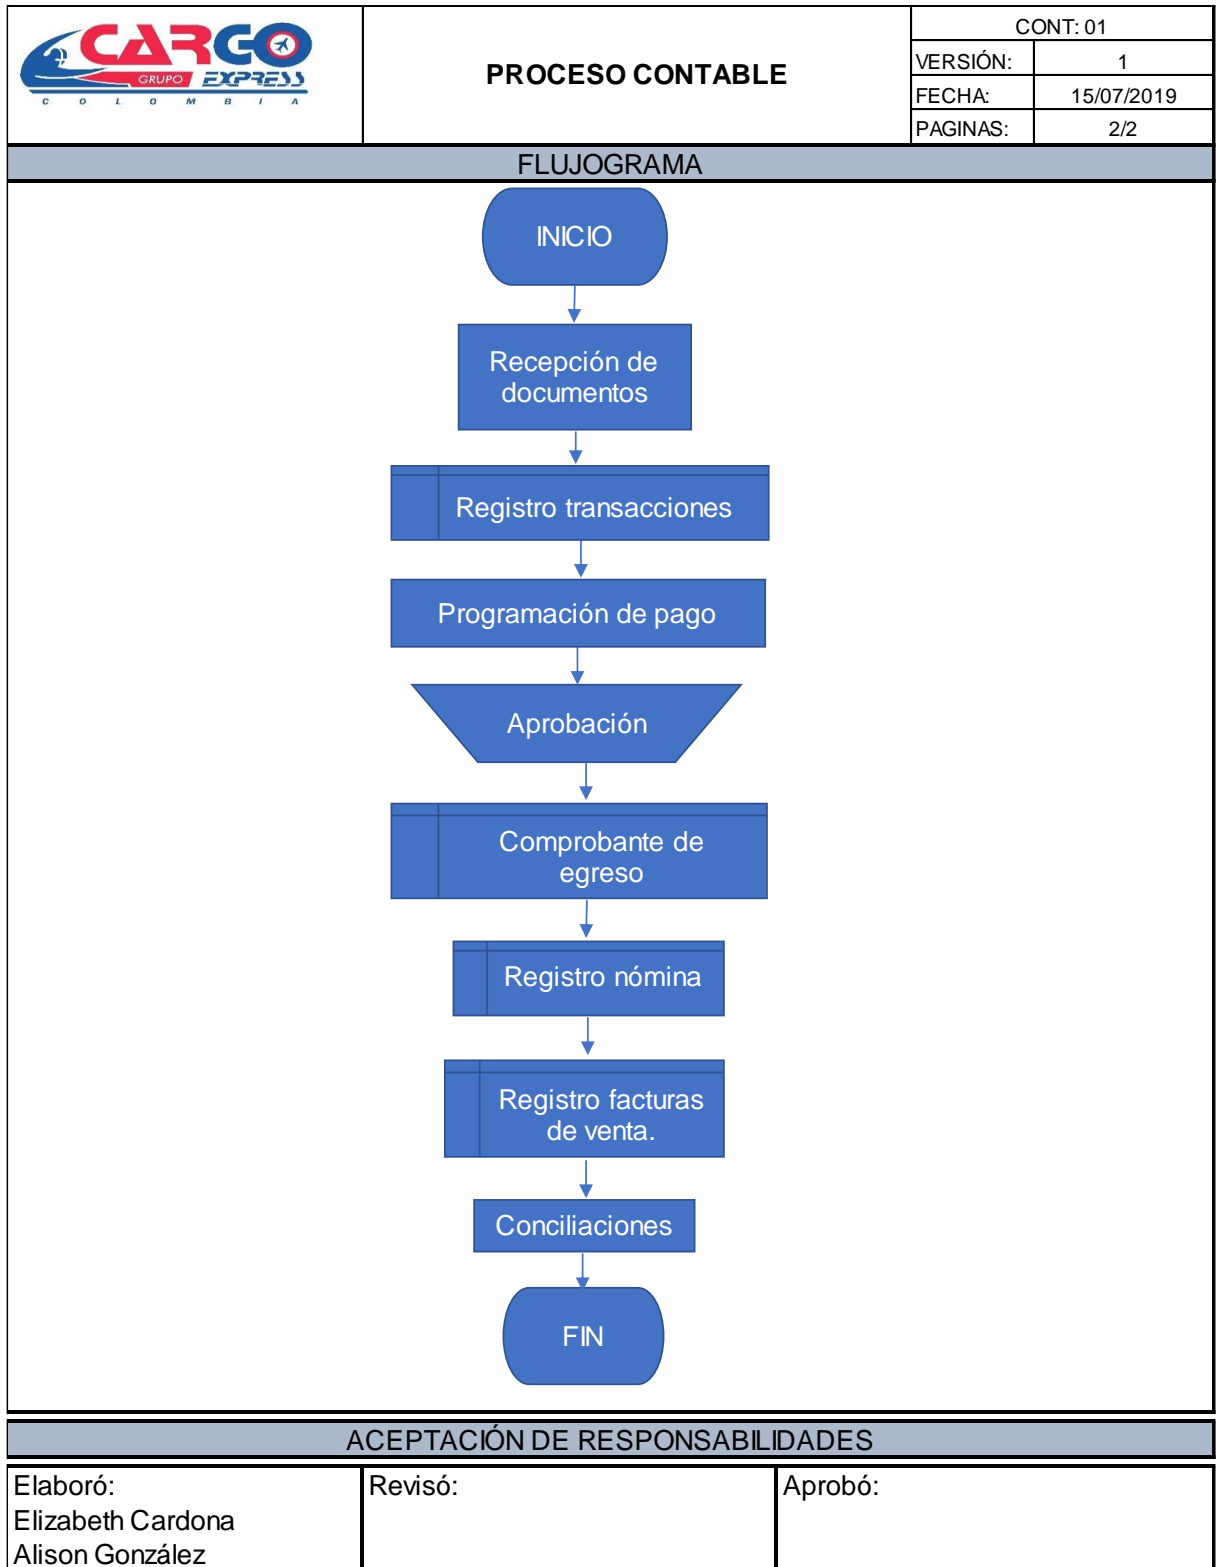 CARGO
GRUPO EXPRESS
COLOMBIA
PROCESO CONTABLE
CONT: 01
VERSIÓN: 1
FECHA: 15/07/2019
PAGINAS: 2/2
FLUJOGRAMA
INICIO
Recepción de
documentos
Registro transacciones
Programación de pago
Aprobación
Comprobante de
egreso
Registro nómina
Registro facturas
de venta.
Conciliaciones
FIN
ACEPTACIÓN DE RESPONSABILIDADES
Elaboró:
Elizabeth Cardona
Alison González
Revisó:
Aprobó: